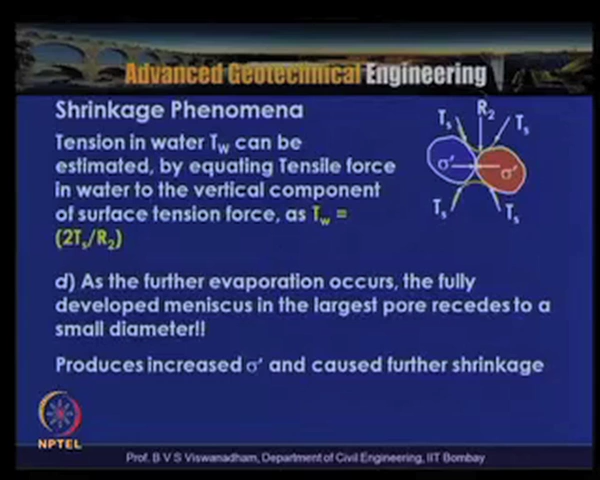 Advanced Geotechnical Engineering
Shrinkage Phenomena
Tension in water Tw can be
estimated, by equating Tensile force
in water to the vertical component
of surface tension force, as Tw =
(2Ts/R2)
Ts R2 Ts
σ' σ'
Ts Ts
d) As the further evaporation occurs, the fully
developed meniscus in the largest pore recedes to a
small diameter!!
Produces increased σ' and caused further shrinkage
NPTEL
Prof. B V S Viswanadham, Department of Civil Engineering, IIT Bombay